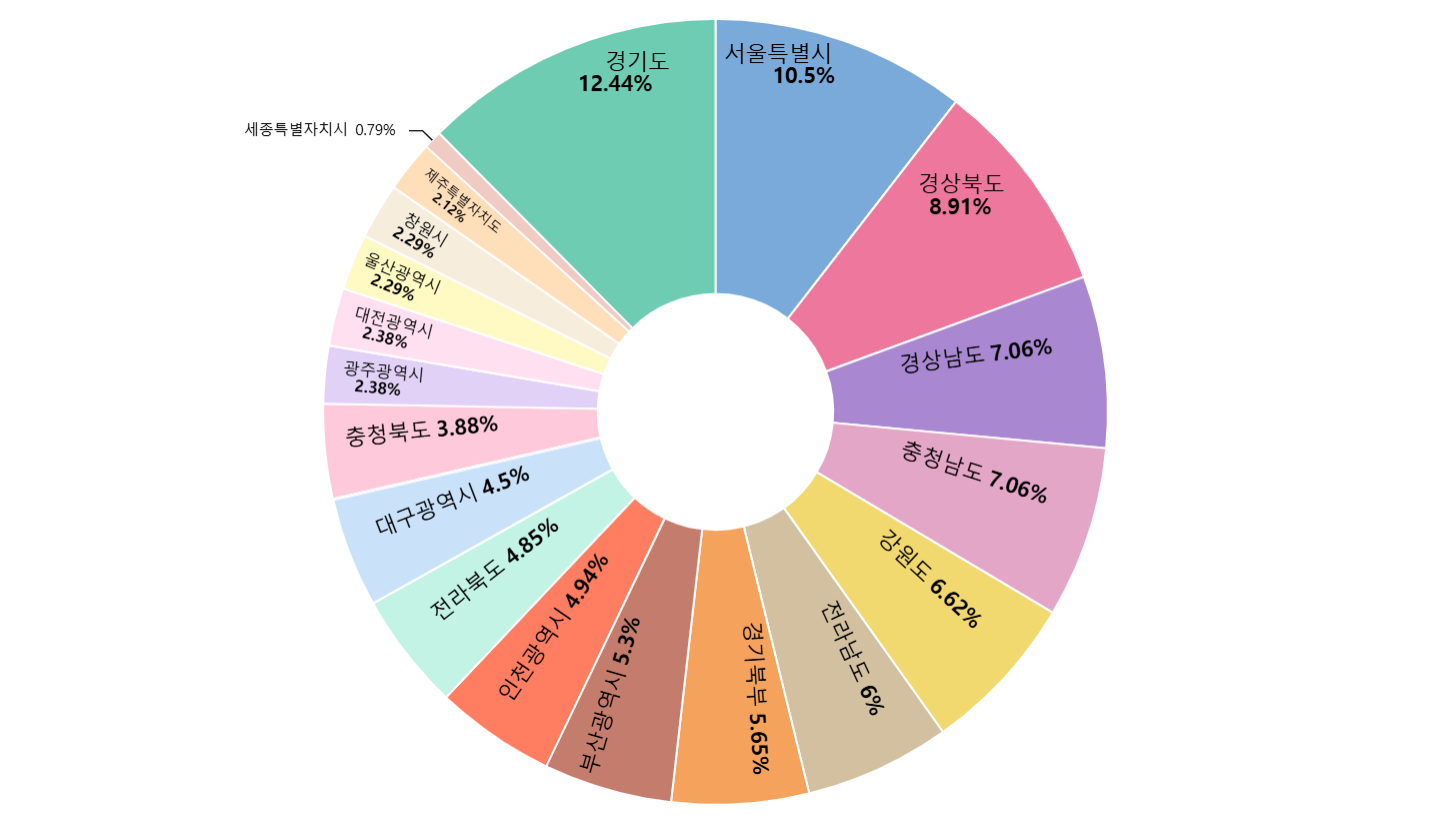 서울특별시
10.5%
경상북도
8.91%
경상남도 7.06%
충청남도 7.06%
강원도 6.62%
전라남도 6%
경기북부 5.65%
부산광역시 5.3%
인천광역시 4.94%
전라북도 4.85%
대구광역시 4.5%
충청북도 3.88%
광주광역시
2.38%
대전광역시
2.38%
울산광역시
2.29%
창원시
2.29%
제주특별자치도
2.12%
세종특별자치시 0.79%
경기도
12.44%